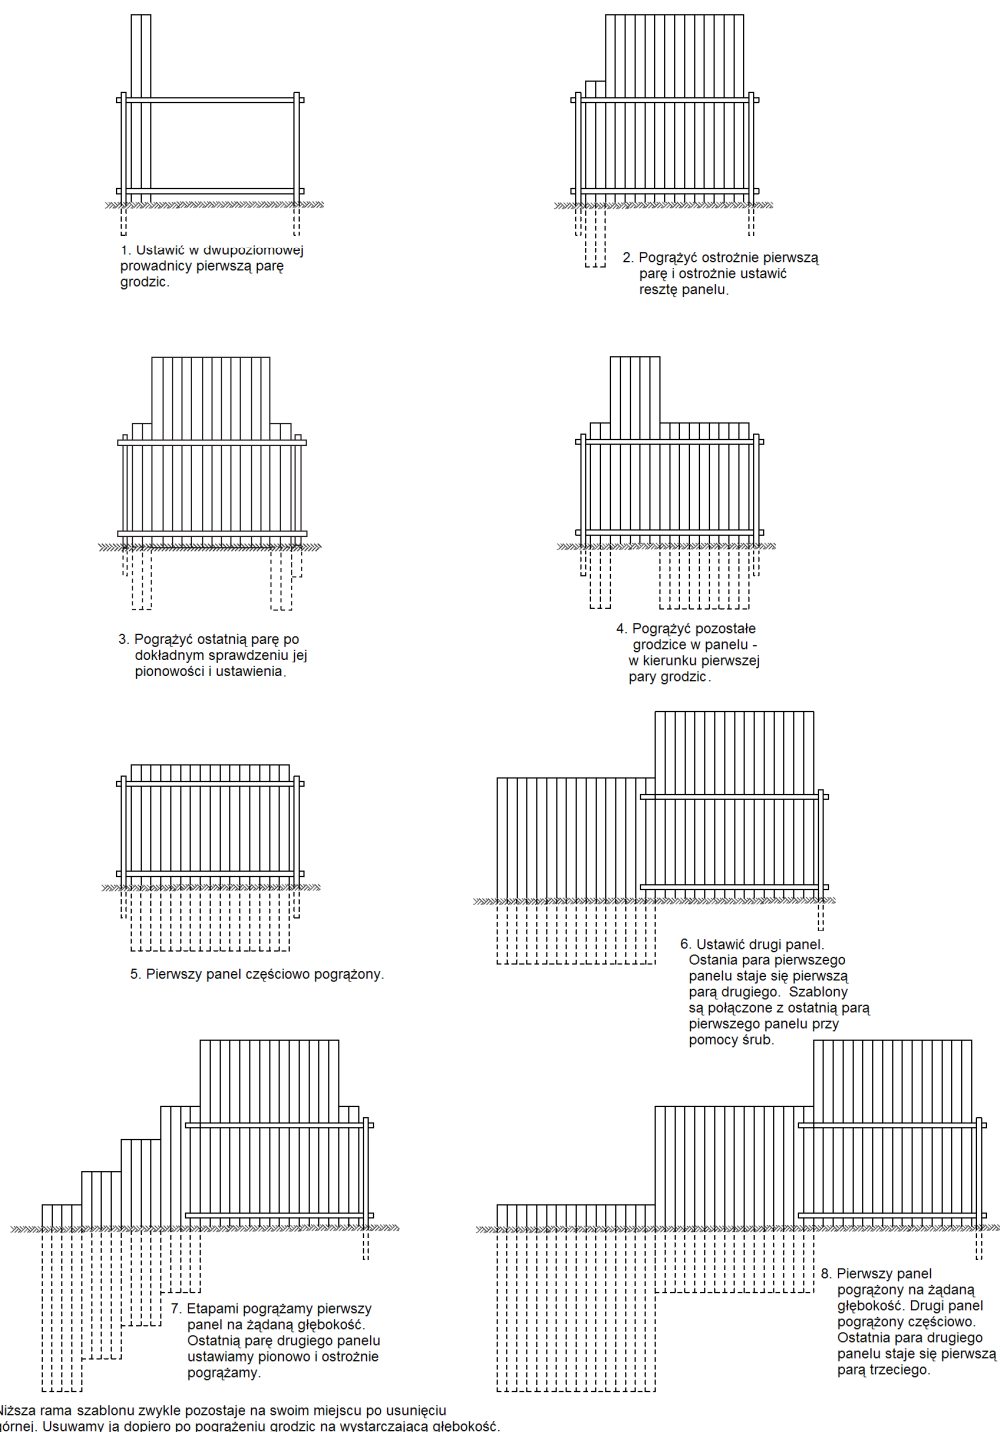 1. Ustawić w dwupoziomowej
prowadnicy pierwszą parę
grodzic.
2. Pogrążyć ostrożnie pierwszą
parę i ostrożnie ustawić
resztę panelu.
3. Pogrążyć ostatnią parę po
dokładnym sprawdzeniu jej
pionowości i ustawienia.
4. Pogrążyć pozostałe
grodzice w panelu -
w kierunku pierwszej
pary grodzic.
5. Pierwszy panel częściowo pogrążony.
6. Ustawić drugi panel.
Ostania para pierwszego
panelu staje się pierwszą
parą drugiego. Szablony
są połączone z ostatnią parą
pierwszego panelu przy
pomocy śrub.
7. Etapami pogrążamy pierwszy
panel na żądaną głębokość.
Ostatnią parę drugiego panelu
ustawiamy pionowo i ostrożnie
pogrążamy.
8. Pierwszy panel
pogrążony na żądaną
głębokość. Drugi panel
pogrążony częściowo.
Ostatnia para drugiego
panelu staje się pierwszą
parą trzeciego.
Niższa rama szablonu zwykle pozostaje na swoim miejscu po usunięciu
górnej. Usuwamy ją dopiero po pogrążeniu grodzic na wystarczającą głębokość.